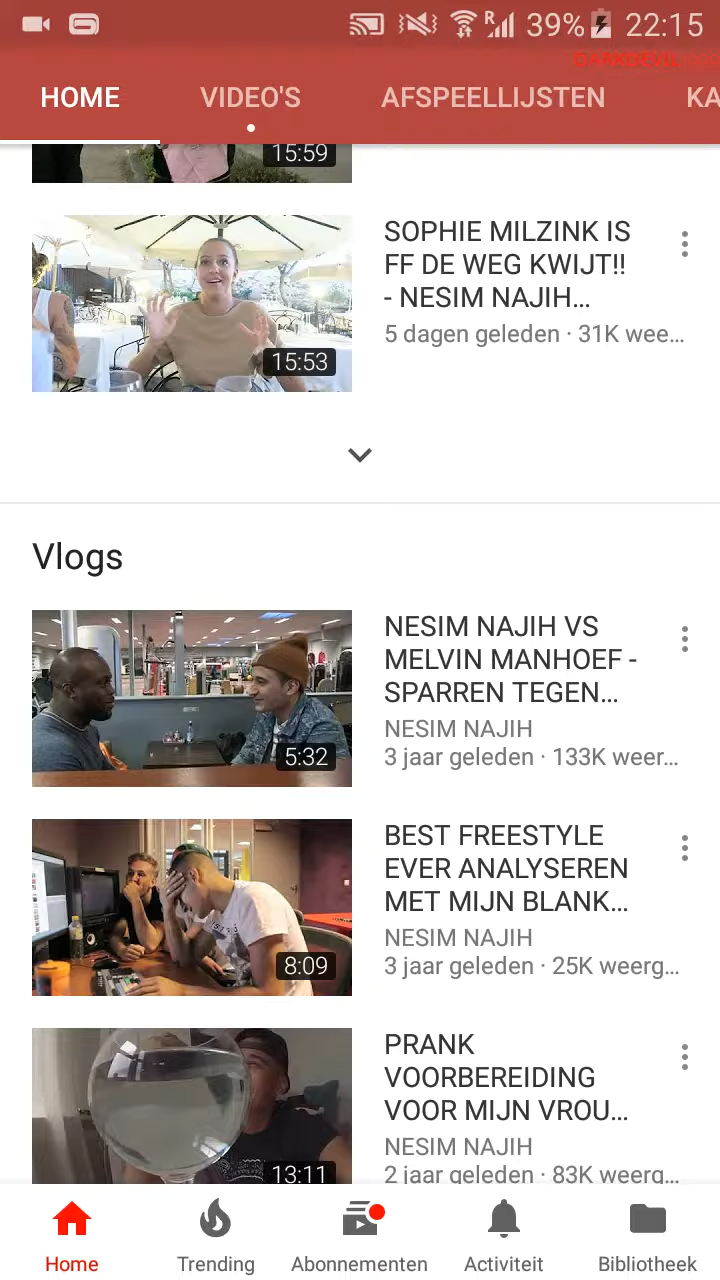 39% 22:15
HOME VIDEO'S AFSPEELLIJSTEN KA
15:59
SOPHIE MILZINK IS
FF DE WEG KWIJT!!
- NESIM NAJIH...
5 dagen geleden · 31K wee...
15:53
Vlogs
NESIM NAJIH VS
MELVIN MANHOEF -
SPARREN TEGEN...
NESIM NAJIH
3 jaar geleden · 133K weer...
5:32
BEST FREESTYLE
EVER ANALYSEREN
MET MIJN BLANK...
NESIM NAJIH
3 jaar geleden · 25K weerg...
8:09
PRANK
VOORBEREIDING
VOOR MIJN VROU...
NESIM NAJIH
2 jaar geleden · 83K weerg...
13:11
Home Trending Abonnementen Activiteit Bibliotheek